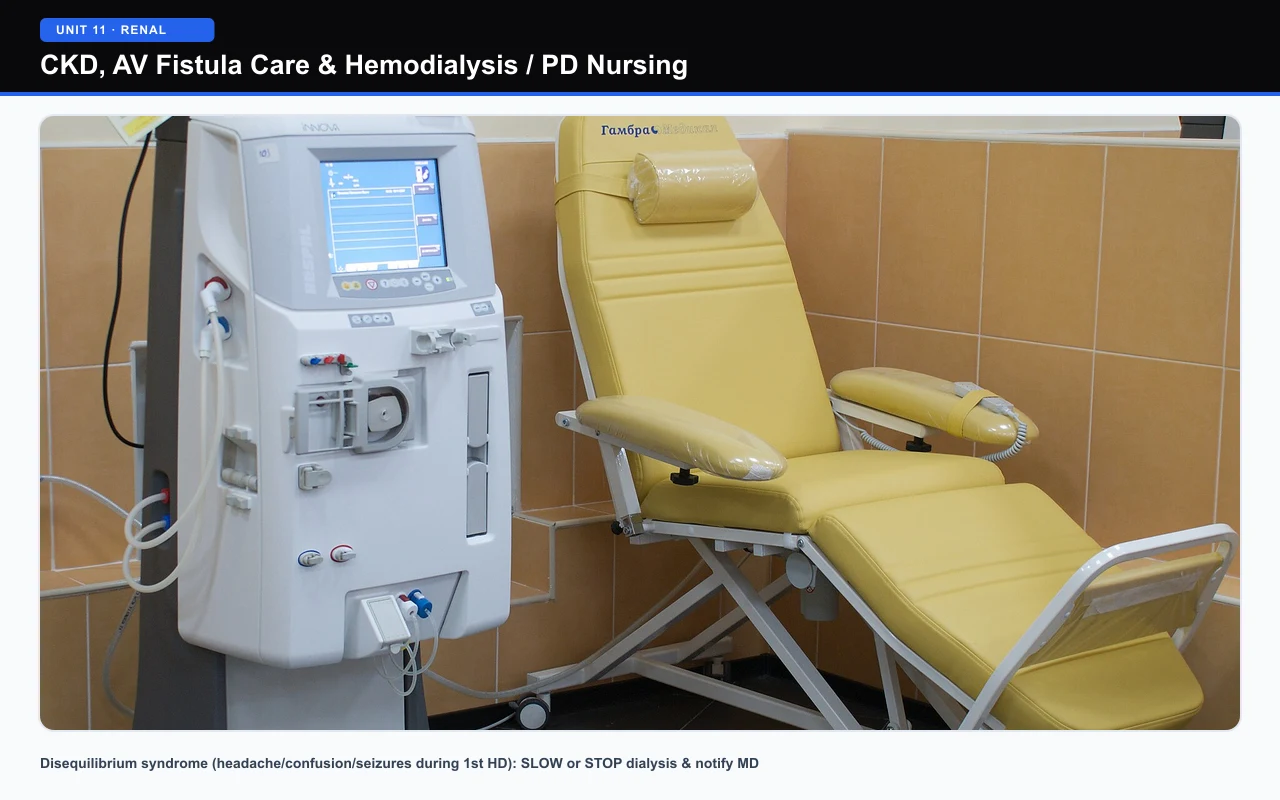 UNIT 11 · RENAL
CKD, AV Fistula Care & Hemodialysis / PD Nursing
INNOVA
Гамбро Медикал
Disequilibrium syndrome (headache/confusion/seizures during 1st HD): SLOW or STOP dialysis & notify MD